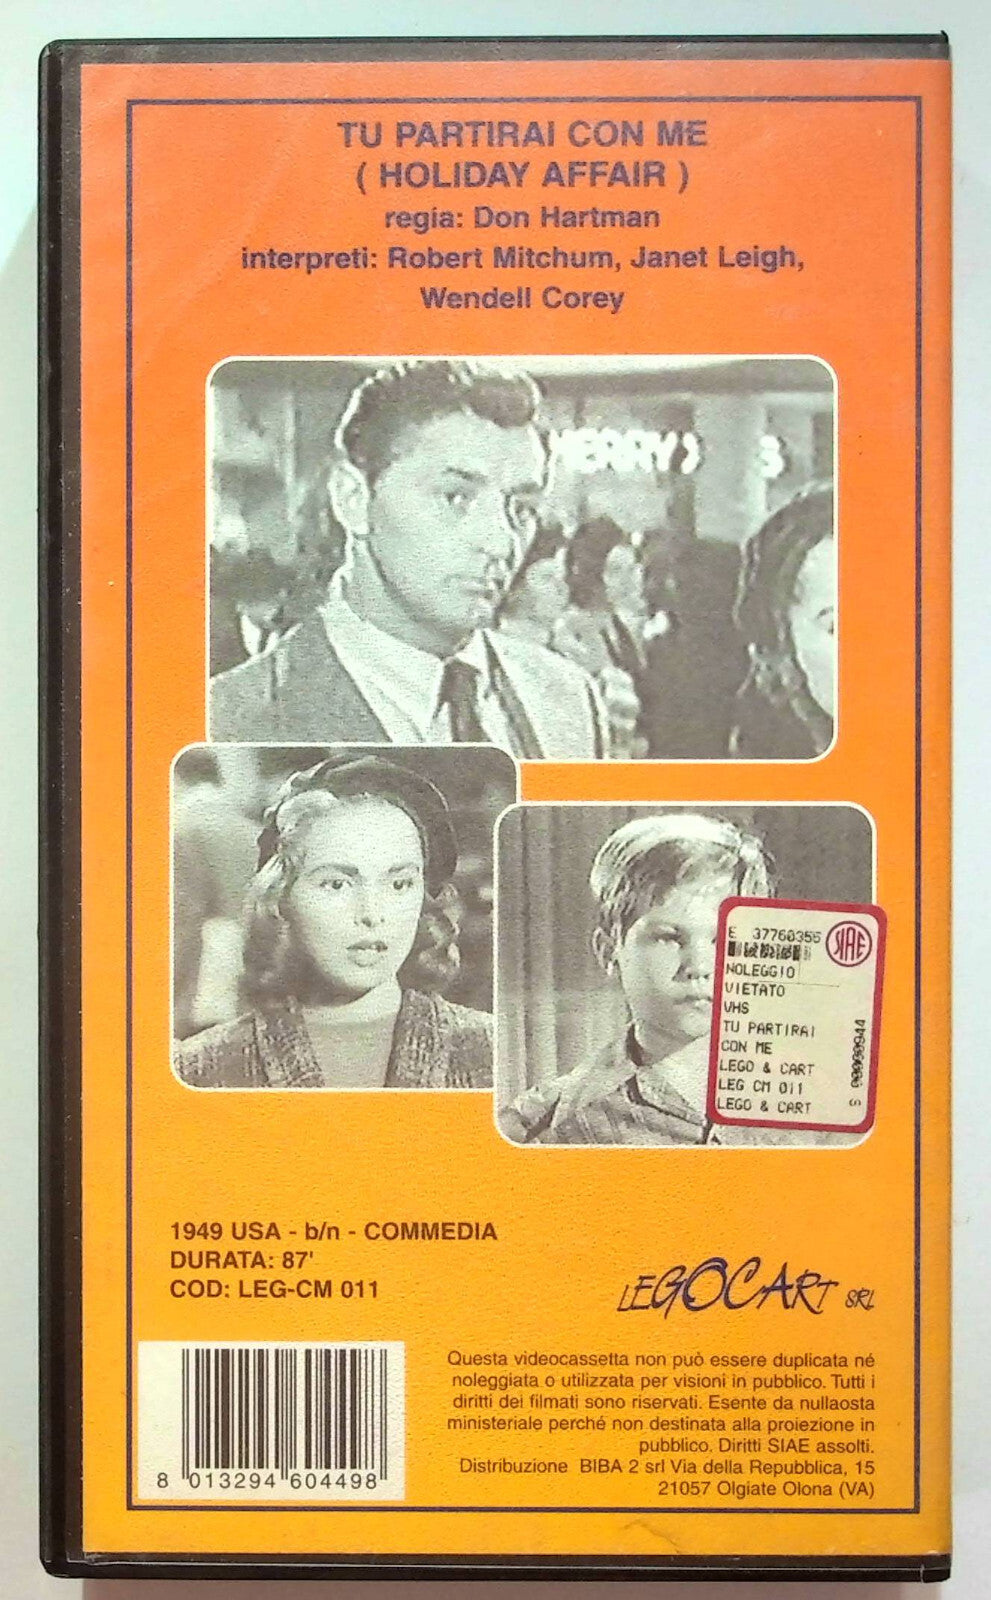 TU PARTIRAI CON ME
( HOLIDAY AFFAIR )
regia: Don Hartman
interpreti: Robert Mitchum, Janet Leigh,
Wendell Corey
MERRY
S
E 37760355
SIAE
NOLEGGIO
VIETATO
VHS
TU PARTIRAI
CON ME
LEGO & CART
LEG CM 011
LEGO & CART
S 00000944
1949 USA - b/n - COMMEDIA
DURATA: 87'
COD: LEG-CM 011
LEGOCART SRL
Questa videocassetta non può essere duplicata né
noleggiata o utilizzata per visioni in pubblico. Tutti i
diritti dei filmati sono riservati. Esente da nullaosta
ministeriale perché non destinata alla proiezione in
pubblico. Diritti SIAE assolti.
Distribuzione BIBA 2 srl Via della Repubblica, 15
21057 Olgiate Olona (VA)
8 013294 604498